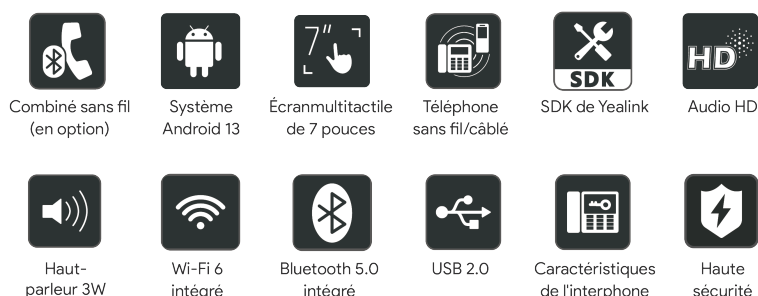 7"
HD
SDK
Combiné sans fil
(en option)
Système
Android 13
Écranmultitactile
de 7 pouces
Téléphone
sans fil/câblé
SDK de Yealink
Audio HD
Haut-
parleur 3W
Wi-Fi 6
intégré
Bluetooth 5.0
intégré
USB 2.0
Caractéristiques
de l'interphone
Haute
sécurité